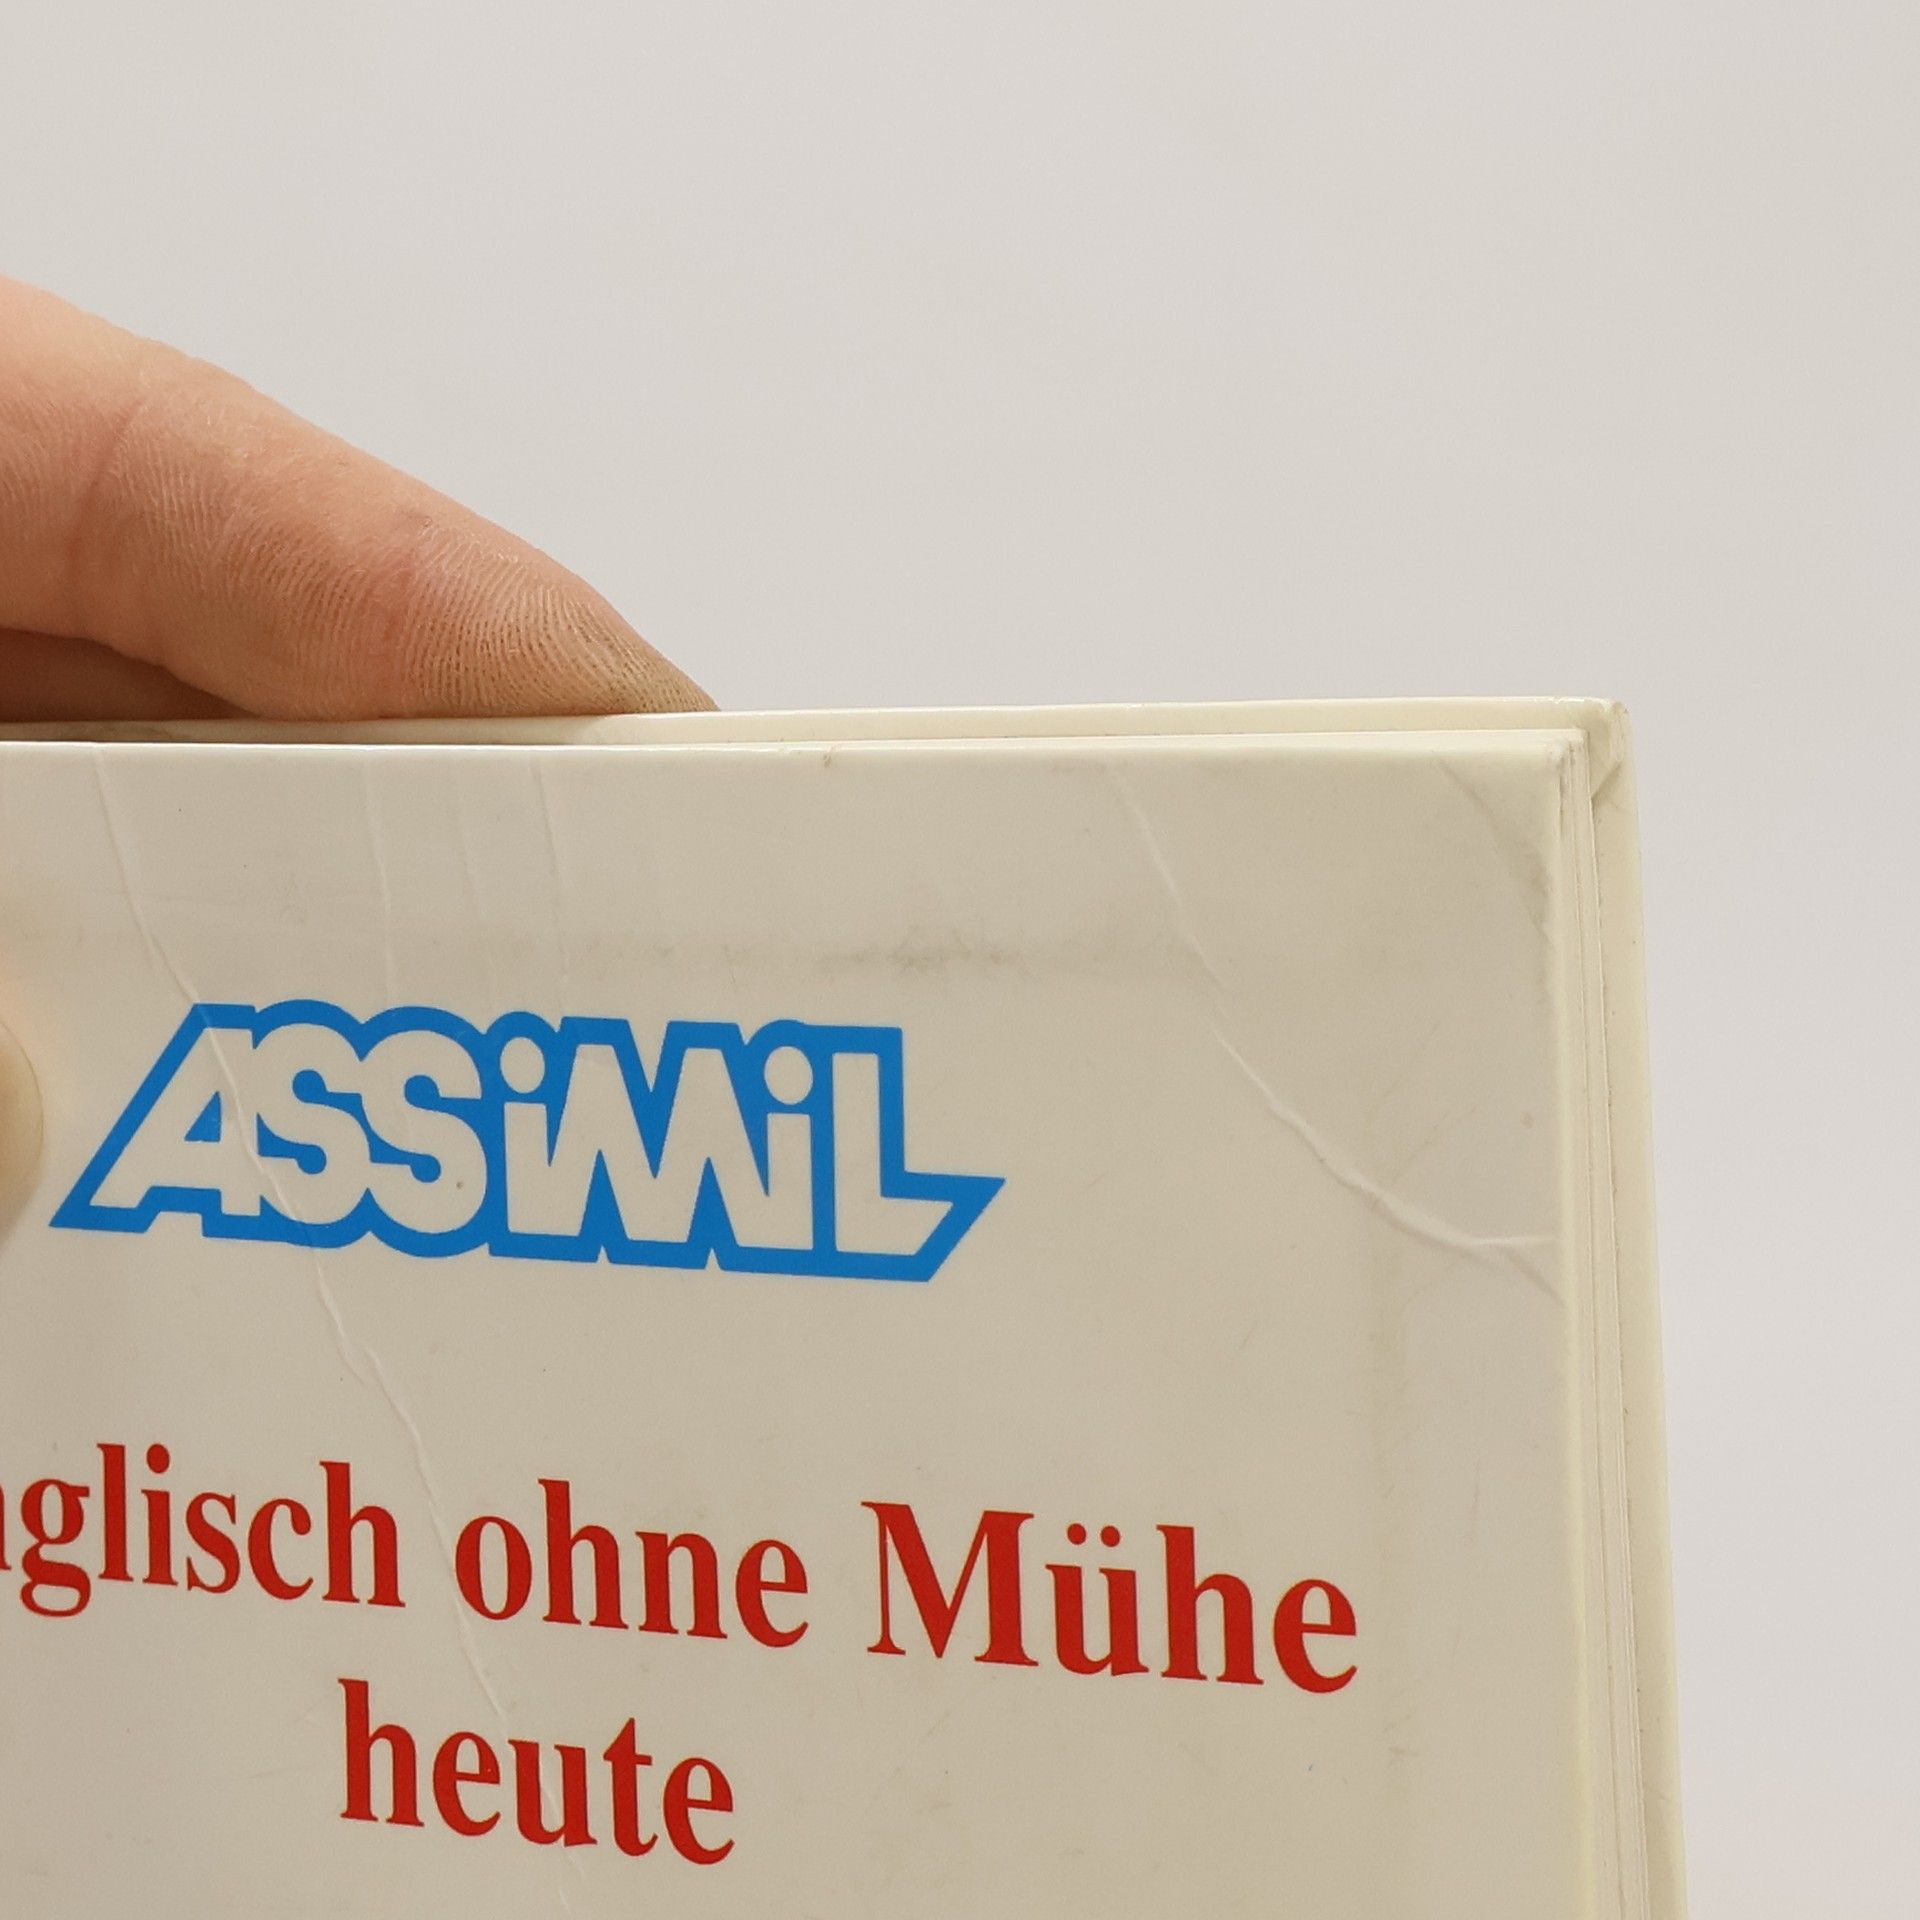 ASSiMiL
nglisch ohne Mühe
heute